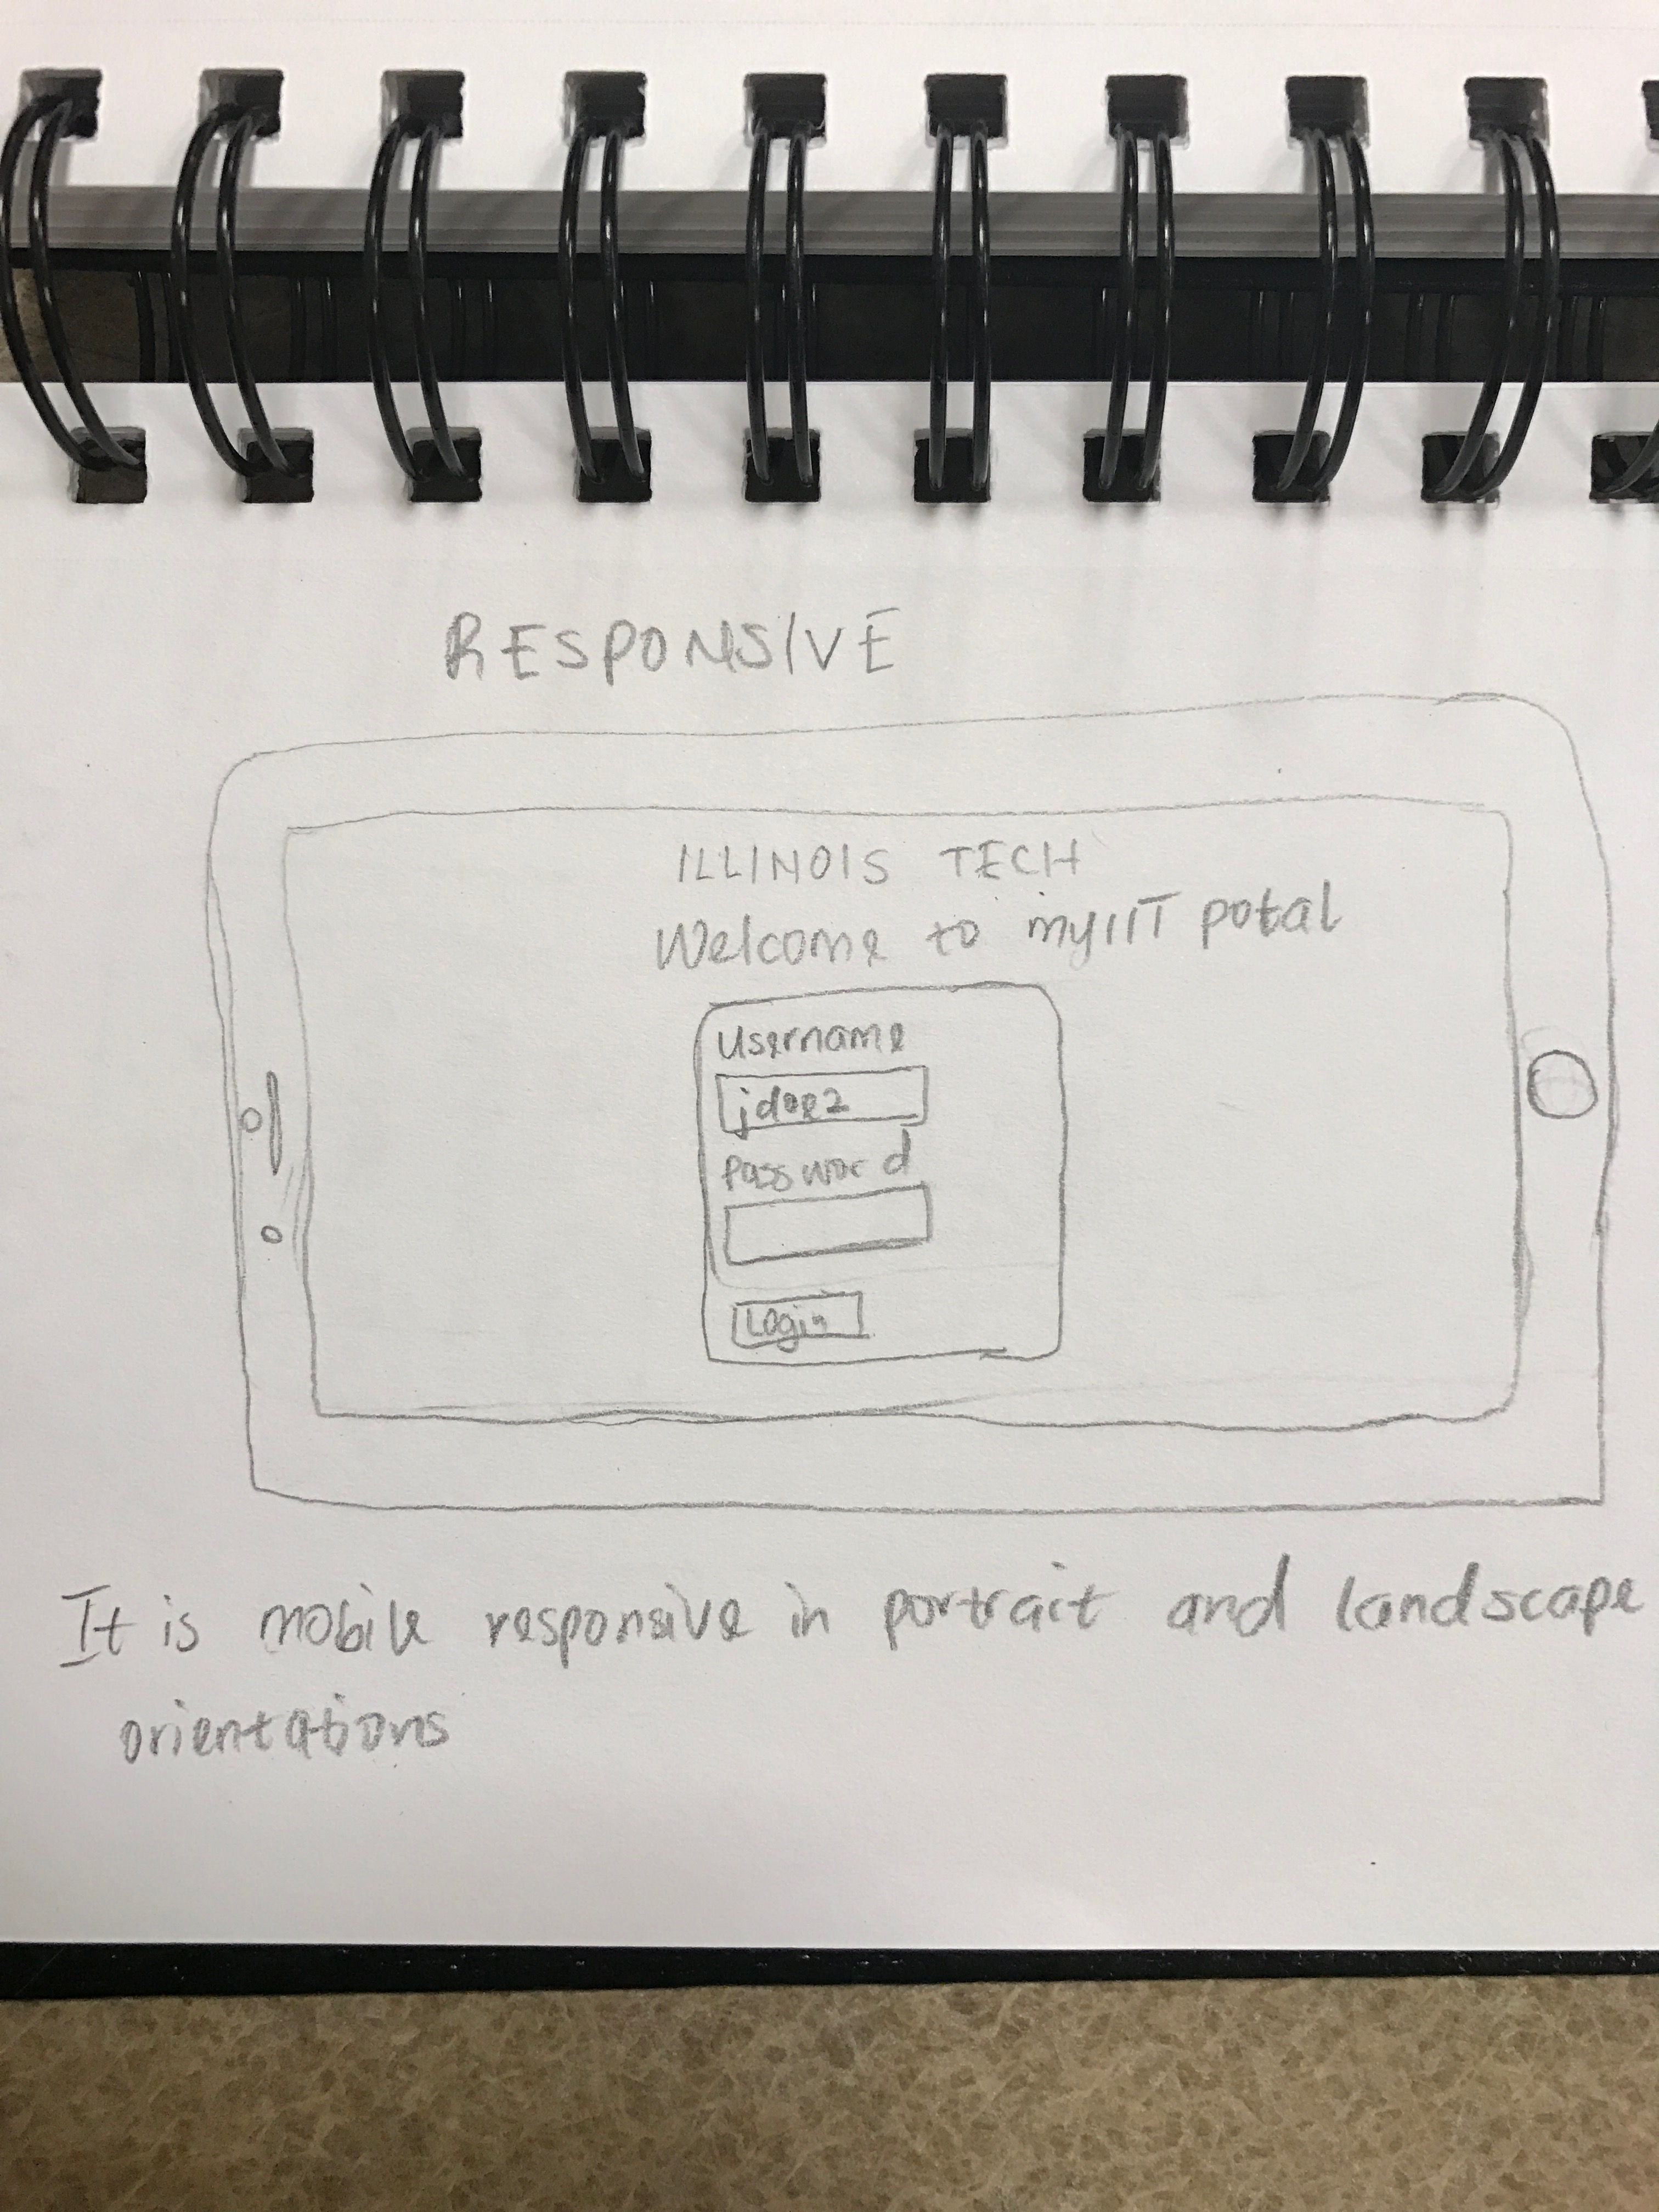 RESPONSIVE
ILLINOIS TECH
Welcome to myIIT potal
Username
jdoe2
Password
Login
It is mobile responsive in portrait and landscape
orientations